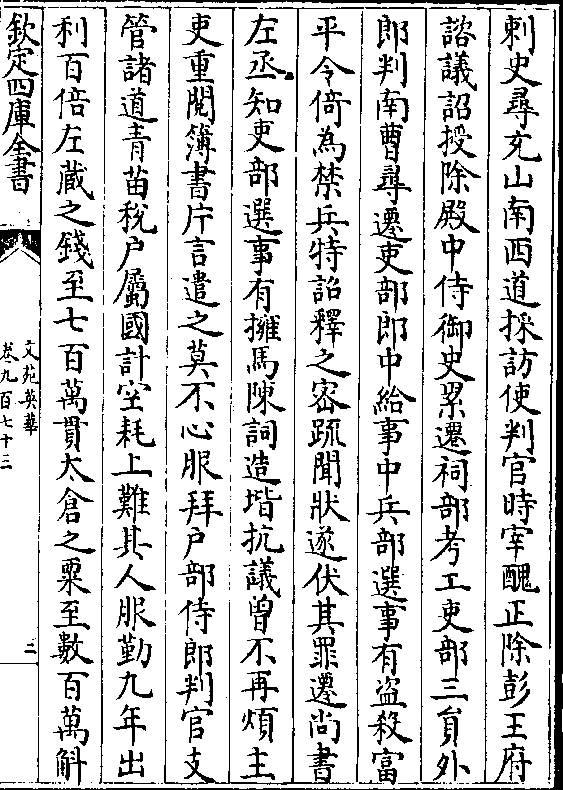 刺史尋充山南西道採訪使判官時宰醜正除彭王府
諮議詔授除殿中侍御史累遷祠部考工吏部三貟外
郎判南曹尋遷吏部郎中給事中兵部選事有盜殺富
平令倚為禁兵特詔釋之宻疏聞狀遂伏其罪遷尚書
左丞知吏部選事有擁馬陳詞造堦抗議曽不再煩主
吏重閱簿書片言遣之莫不心服拜户部侍郎判官支
管諸道青苗税户屬國計空耗上難其人服勤九年出
利百倍左蔵之錢至七百萬貫太倉之粟至數百萬斛
欽定四庫全書
文苑英華
卷九百七十三
三